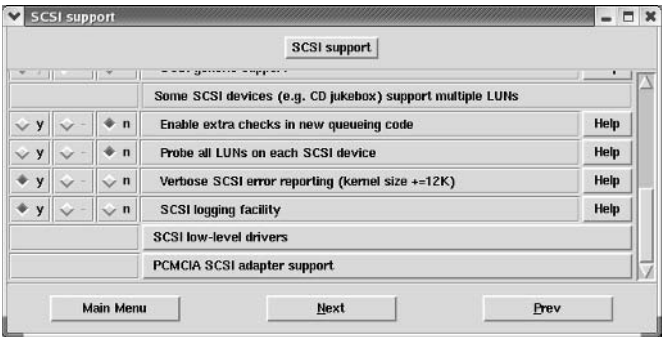 SCSI support
SCSI support
Some SCSI devices (e.g. CD jukebox) support multiple LUNs
y - n Enable extra checks in new queueing code Help
y - n Probe all LUNs on each SCSI device Help
y - n Verbose SCSI error reporting (kernel size +=12K) Help
y - n SCSI logging facility Help
SCSI low-level drivers
PCMCIA SCSI adapter support
Main Menu Next Prev